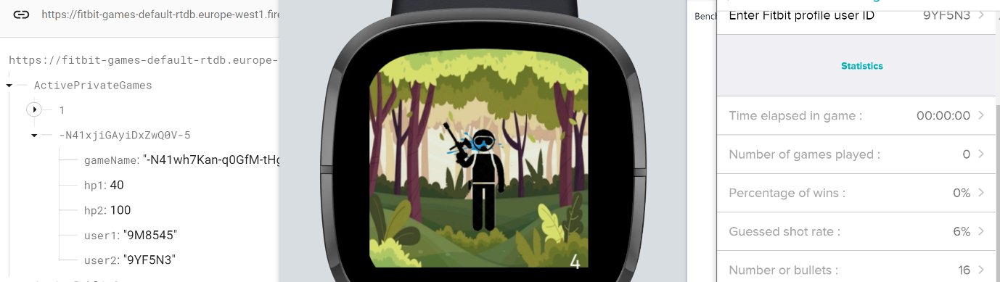 https://fitbit-games-default-rtdb.europe-west1.fire
https://fitbit-games-default-rtdb.europe-
ActivePrivateGames
1
-N41xjiGAyiDxZwQ0V-5
gameName: "-N41wh7Kan-q0GfM-tHg
hp1: 40
hp2: 100
user1: "9M8545"
user2: "9YF5N3"
4
Bench
Enter Fitbit profile user ID 9YF5N3
Statistics
Time elapsed in game : 00:00:00
Number of games played : 0
Percentage of wins : 0%
Guessed shot rate : 6%
Number or bullets : 16